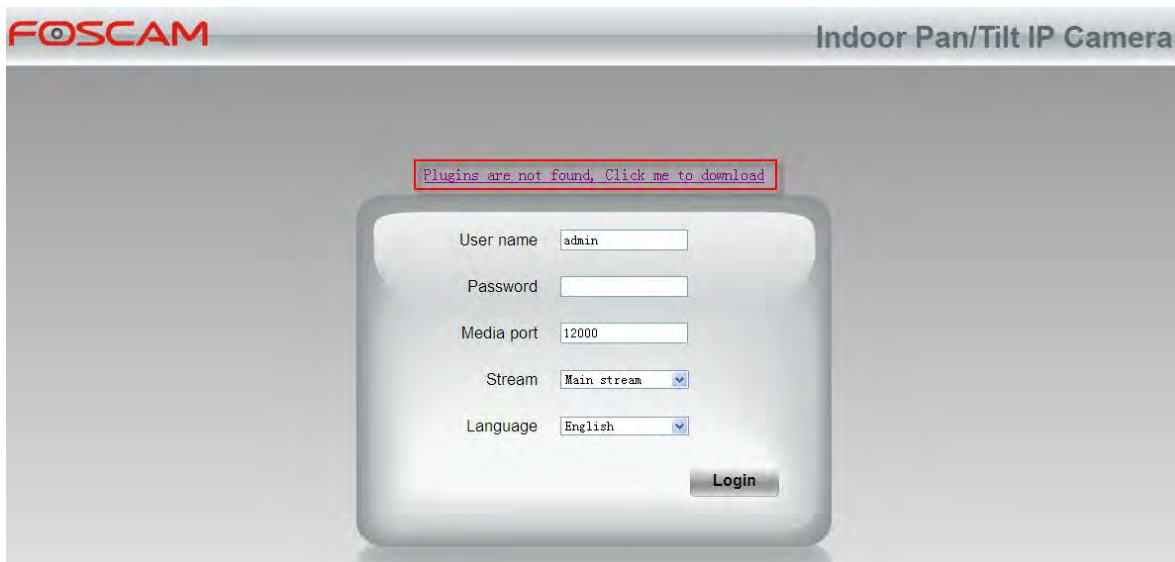 FOSCAM
Indoor Pan/Tilt IP Camera
Plugins are not found, Click me to download
User name admin
Password
Media port 12000
Stream Main stream
Language English
Login